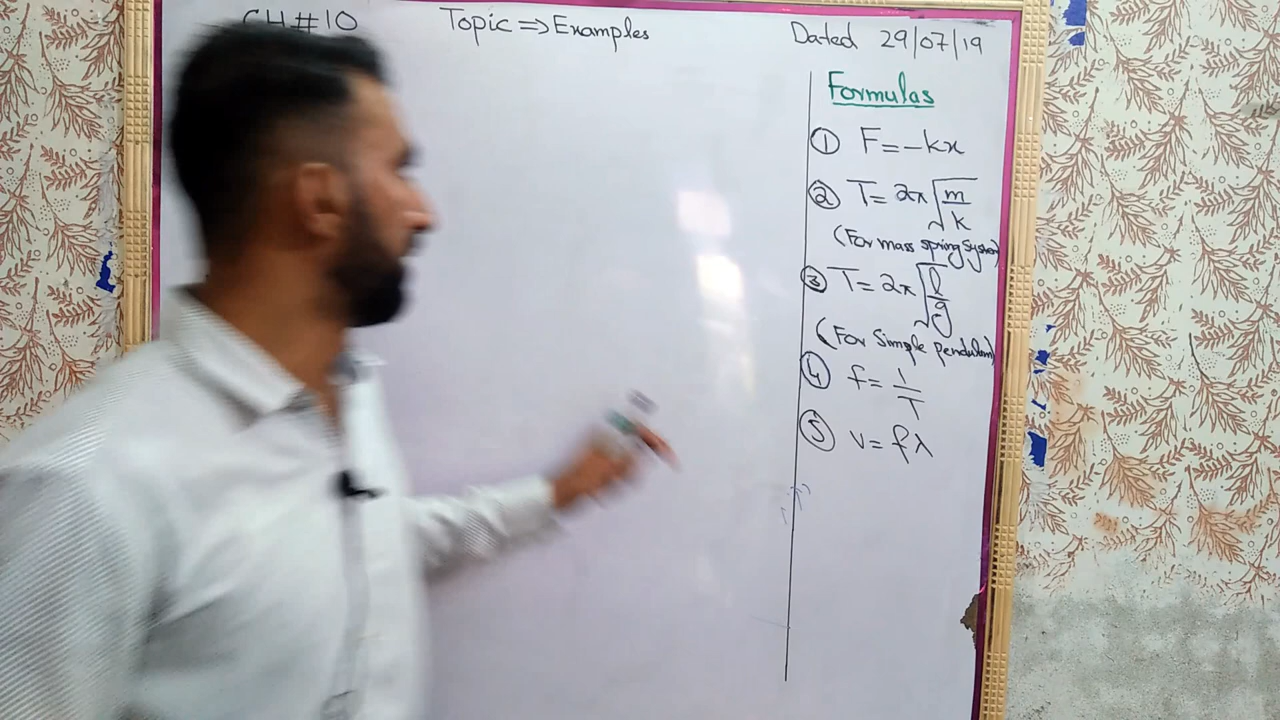 CH#10
Topic ⇒ Examples
Dated 29/07/19
Formulas
① F = -kx
② T = 2π√(m/k)
(For mass spring System
③ T = 2π√(l/g)
(For Simple pendulum)
④ f = 1/T
⑤ v = fλ